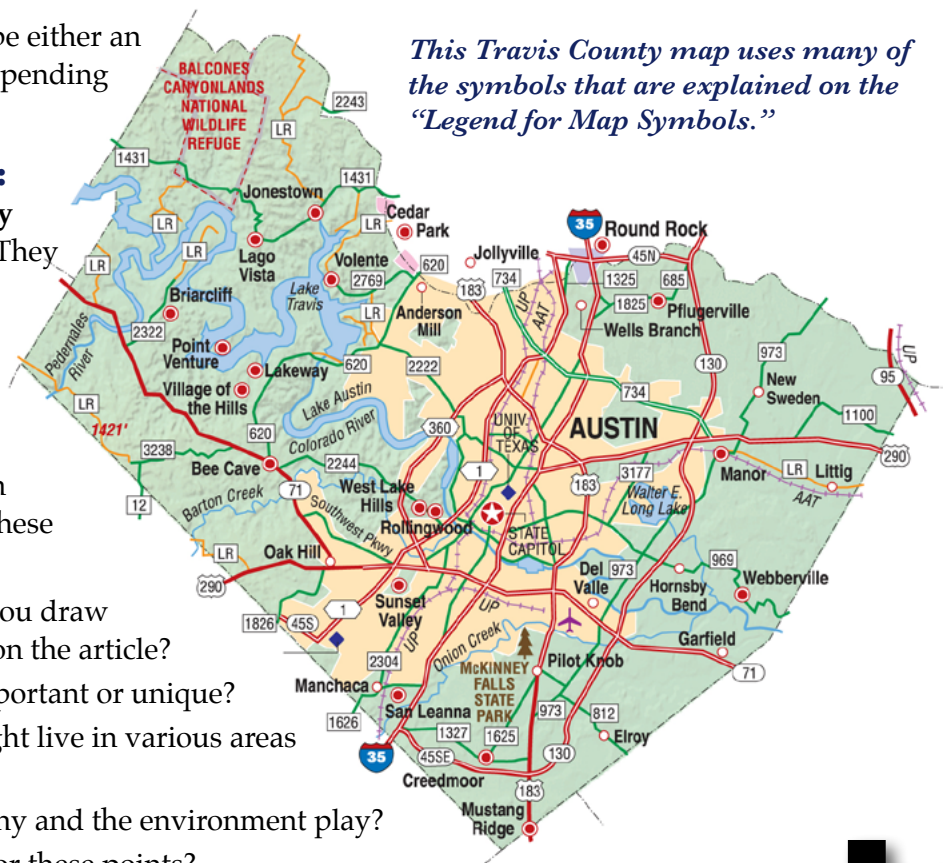 be either an
pending
:
y
They
n
hese
ou draw
on the article?
portant or unique?
ght live in various areas
hy and the environment play?
or these points?
This Travis County map uses many of
the symbols that are explained on the
“Legend for Map Symbols.”
BALCONES
CANYONLANDS
NATIONAL
WILDLIFE
REFUGE
LR
2243
1431
Jonestown
1431
LR
LR
Cedar
Park
LR
LR
Lago
Vista
Volente
2769
620
Jollyville
35
Round Rock
45N
Briarcliff
Lake
Travis
LR
Anderson
Mill
183
734
UP
AAT
1325
685
1825
Pflugerville
Wells Branch
Pedernales
River
2322
Point
Venture
Lakeway
620
2222
130
973
UP
95
Village of
the Hills
New
Sweden
734
1100
LR
1421'
Lake Austin
Colorado River
360
UNIV.
OF
TEXAS
AUSTIN
620
3238
Bee Cave
2244
1
183
3177
Manor
LR
Littig
290
AAT
12
71
Barton Creek
West Lake
Hills
Rollingwood
Walter E.
Long Lake
Southwest Pkwy
STATE
CAPITOL
LR
Oak Hill
290
Del
Valle
973
969
Hornsby
Bend
Webberville
Sunset
Valley
UP
1
1826
45S
UP
Onion Creek
Garfield
2304
McKINNEY
FALLS
STATE
PARK
Pilot Knob
71
Manchaca
San Leanna
1626
973
812
1327
1625
Elroy
35
45SE
130
Creedmoor
183
Mustang
Ridge